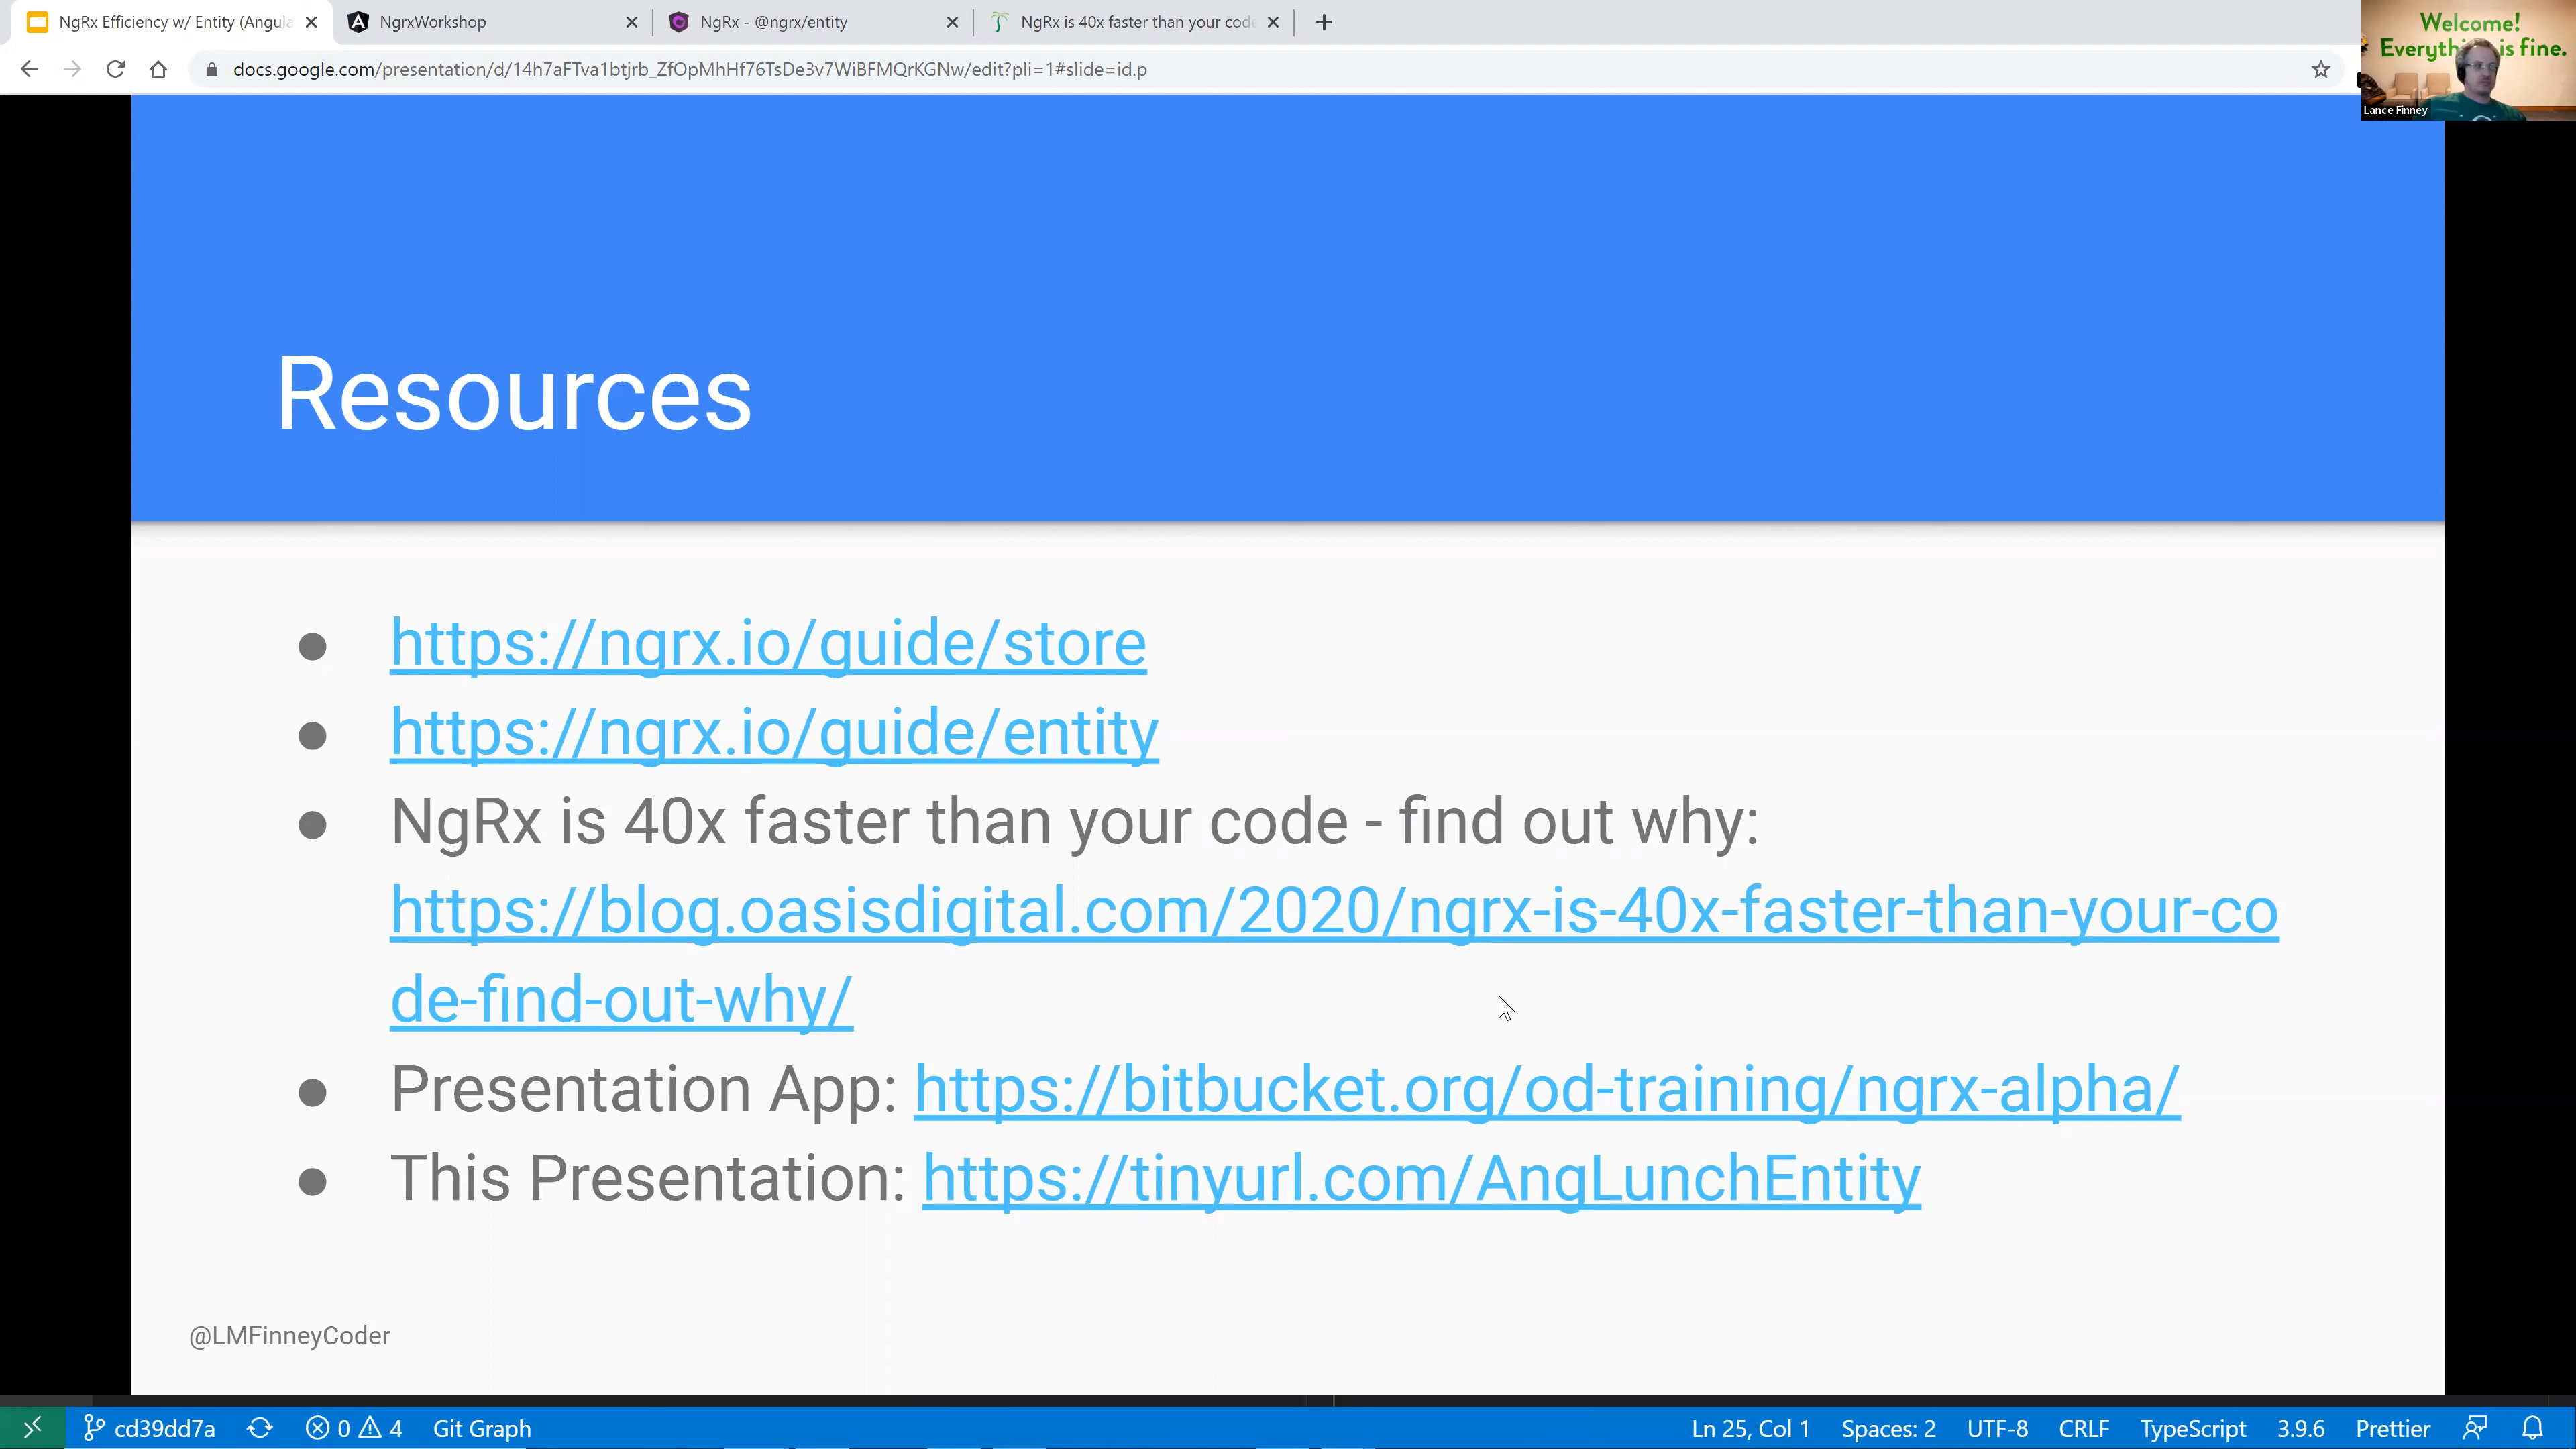 NgRx Efficiency w/ Entity (Angula
NgrxWorkshop
NgRx - @ngrx/entity
NgRx is 40x faster than your code
docs.google.com/presentation/d/14h7aFTva1btjrb_ZfOpMhHf76TsDe3v7WiBFMQrKGNw/edit?pli=1#slide=id.p
Welcome!
Everything is fine.
Lance Finney
Resources
https://ngrx.io/guide/store
https://ngrx.io/guide/entity
NgRx is 40x faster than your code - find out why:
https://blog.oasisdigital.com/2020/ngrx-is-40x-faster-than-your-co
de-find-out-why/
Presentation App: https://bitbucket.org/od-training/ngrx-alpha/
This Presentation: https://tinyurl.com/AngLunchEntity
@LMFinneyCoder
cd39dd7a 0 4 Git Graph Ln 25, Col 1 Spaces: 2 UTF-8 CRLF TypeScript 3.9.6 Prettier